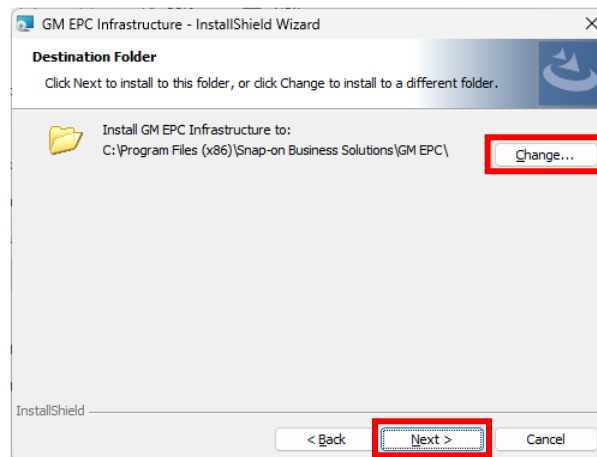 GM EPC Infrastructure - InstallShield Wizard
Destination Folder
Click Next to install to this folder, or click Change to install to a different folder.
Install GM EPC Infrastructure to:
C:\Program Files (x86)\Snap-on Business Solutions\GM EPC\
Change...
InstallShield
< Back
Next >
Cancel